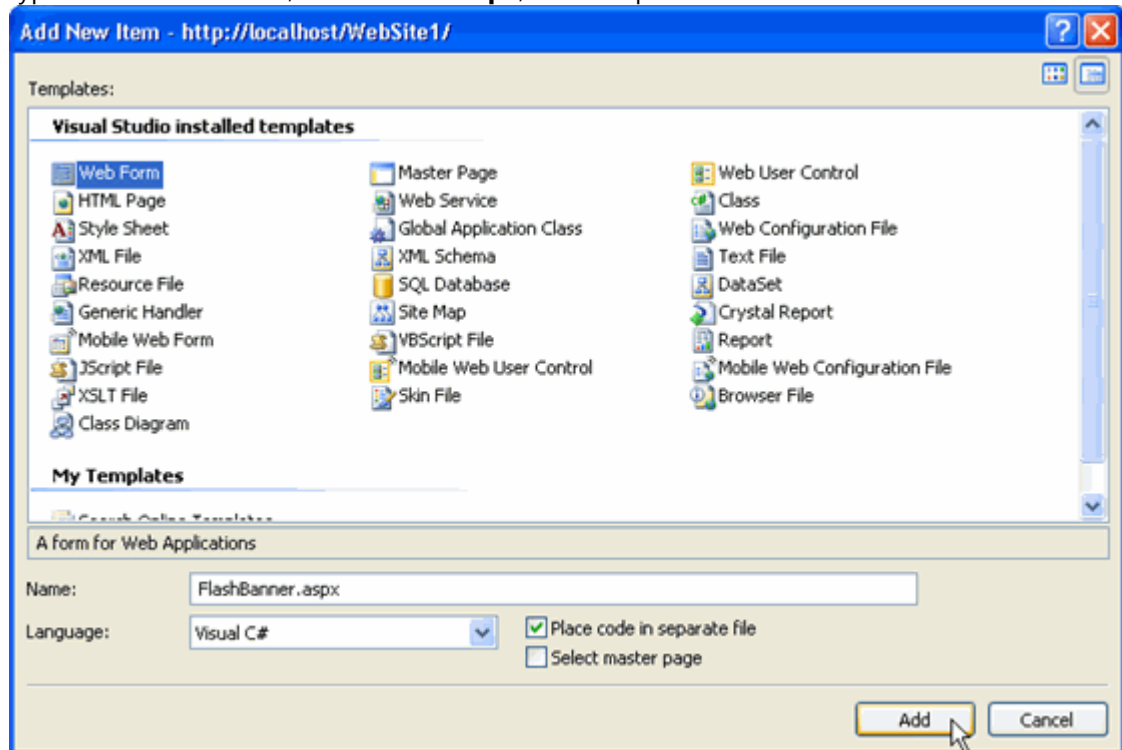 Add New Item - http://localhost/WebSite1/
Templates:
Visual Studio installed templates
Web Form Master Page Web User Control
HTML Page Web Service Class
Style Sheet Global Application Class Web Configuration File
XML File XML Schema Text File
Resource File SQL Database DataSet
Generic Handler Site Map Crystal Report
Mobile Web Form VBScript File Report
JScript File Mobile Web User Control Mobile Web Configuration File
XSLT File Skin File Browser File
Class Diagram
My Templates
Search Online Templates
A form for Web Applications
Name: FlashBanner.aspx
Language: Visual C# Place code in separate file
Select master page
Add Cancel